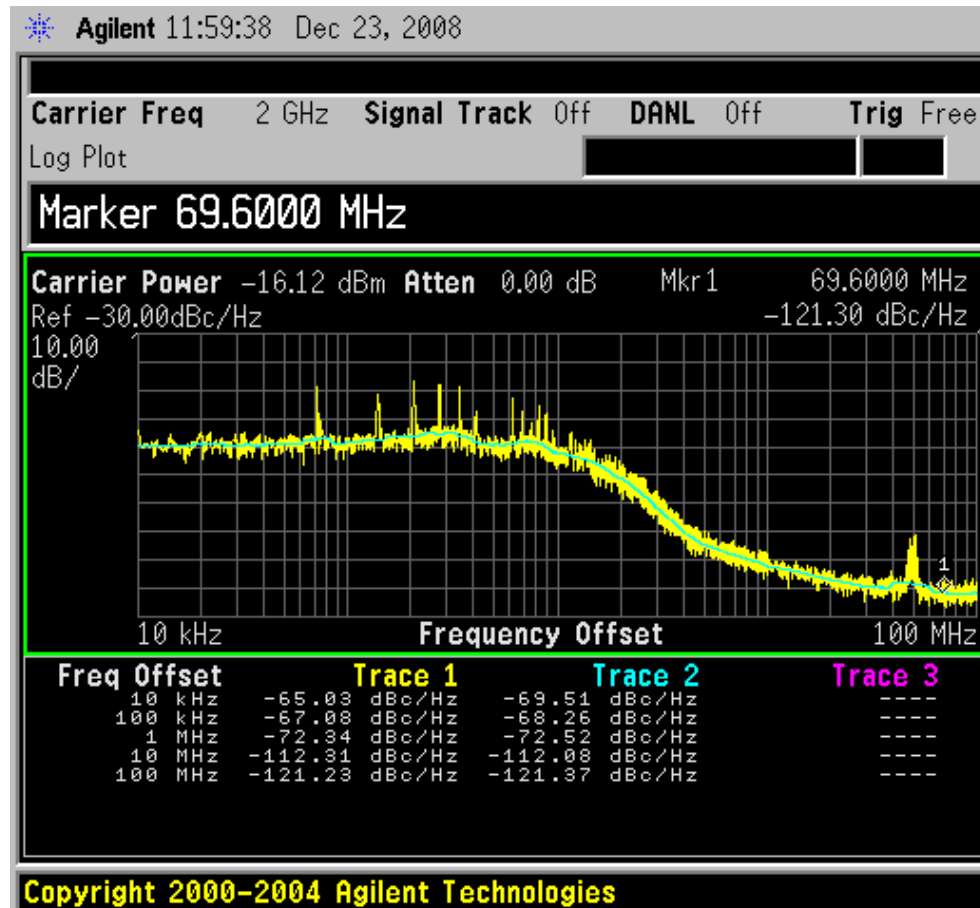 Agilent 11:59:38 Dec 23, 2008
Carrier Freq 2 GHz Signal Track Off DANL Off Trig Free
Log Plot
Marker 69.6000 MHz
Carrier Power -16.12 dBm Atten 0.00 dB Mkr1 69.6000 MHz
Ref -30.00dBc/Hz -121.30 dBc/Hz
10.00
dB/
1
10 kHz Frequency Offset 100 MHz
Freq Offset Trace 1 Trace 2 Trace 3
10 kHz -65.03 dBc/Hz -69.51 dBc/Hz ----
100 kHz -67.08 dBc/Hz -68.26 dBc/Hz ----
1 MHz -72.34 dBc/Hz -72.52 dBc/Hz ----
10 MHz -112.31 dBc/Hz -112.08 dBc/Hz ----
100 MHz -121.23 dBc/Hz -121.37 dBc/Hz ----
Copyright 2000-2004 Agilent Technologies